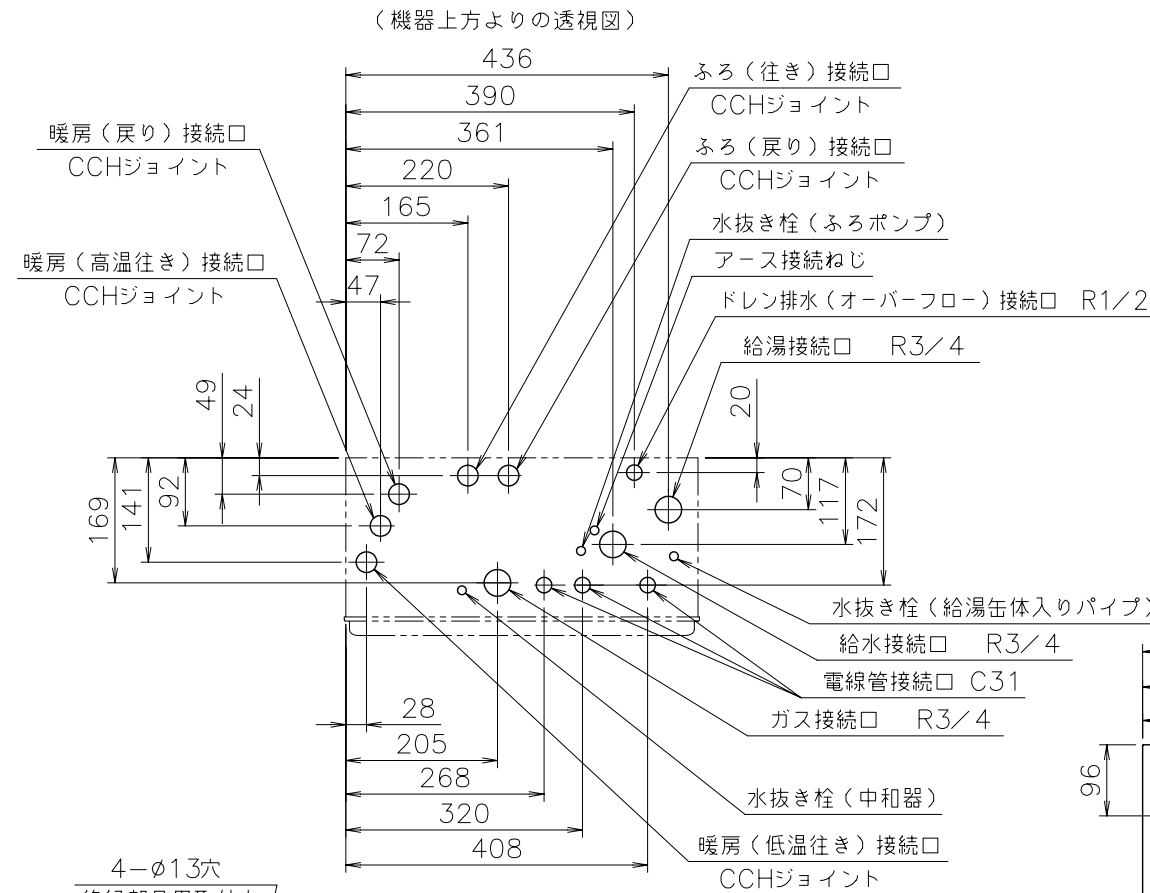 （機器上方よりの透視図）
436
390
361
220
165
72
47
ふろ（往き）接続口
CCHジョイント
ふろ（戻り）接続口
CCHジョイント
水抜き栓（ふろポンプ）
アース接続ねじ
ドレン排水（オーバーフロー）接続口 R1/2
給湯接続口 R3/4
暖房（戻り）接続口
CCHジョイント
暖房（高温往き）接続口
CCHジョイント
49
24
169
141
92
20
70
117
172
水抜き栓（給湯缶体入りパイプ）
給水接続口 R3/4
電線管接続口 C31
ガス接続口 R3/4
水抜き栓（中和器）
暖房（低温往き）接続口
CCHジョイント
28
205
268
320
408
96
4-φ13穴